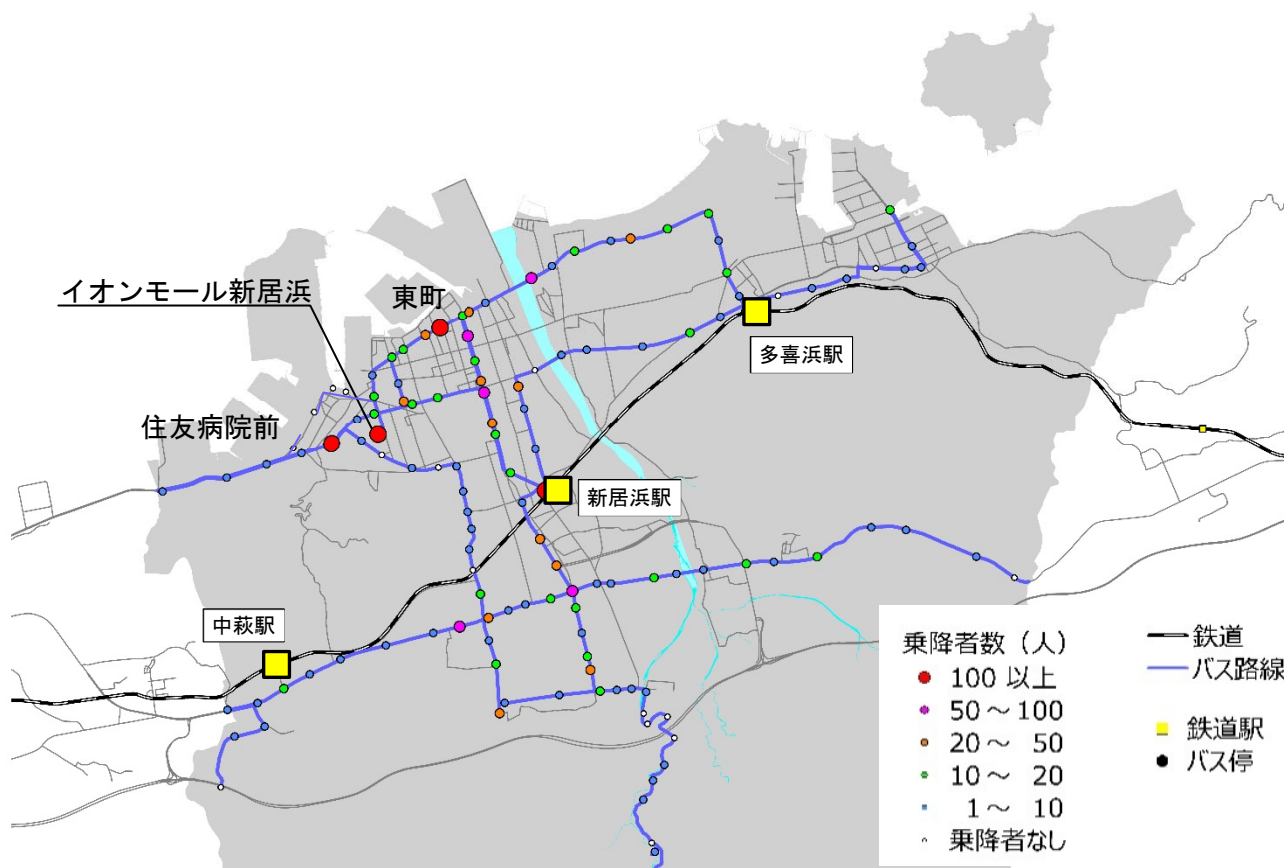 イオンモール新居浜
東町
住友病院前
多喜浜駅
新居浜駅
中萩駅
乗降者数（人）
100 以上
50～100
20～ 50
10～ 20
1～ 10
乗降者なし
鉄道
バス路線
鉄道駅
バス停